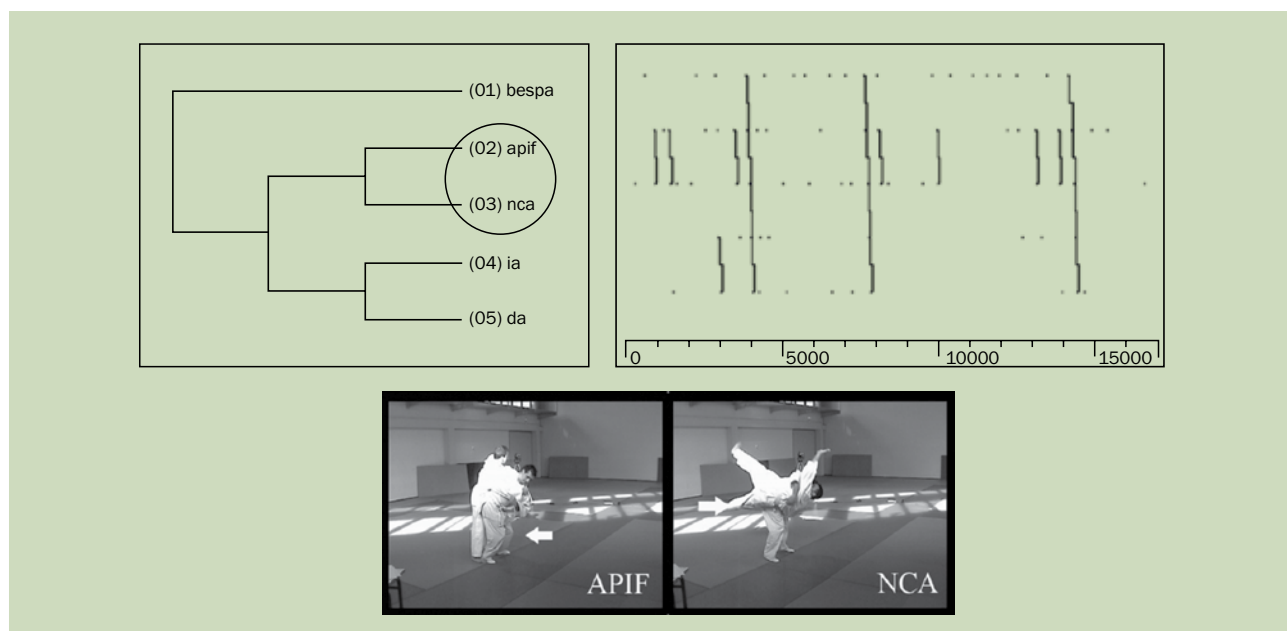 (01) bespa
(02) apif
(03) nca
(04) ia
(05) da
0 5000 10000 15000
APIF NCA